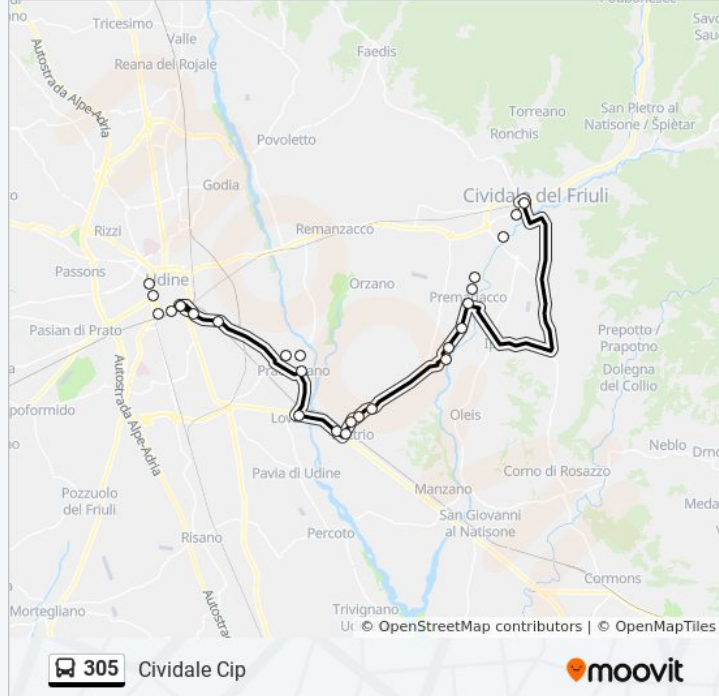 Tricesimo
Valle
Reana del Rojale
Autostrada Alpe-Adria
Faedis
Torreano
San Pietro al
Natisone / Špiètar
Ronchis
Povoletto
Godia
Cividale del Friuli
Rizzi
Remanzacco
Passons
Udine
Orzano
Premariacco
Pasian di Prato
Prepotto /
Prapotno
Dolegna
del Collio
Autostrada Alpe-Adria
Oleis
Neblo
Pavia di Udine
Corno di Rosazzo
Manzano
Pozzuolo
del Friuli
San Giovanni
al Natisone
Percoto
Risano
Cormons
Mortegliano
Trivignano
© OpenStreetMap contributors | © OpenMapTiles
305 Cividale Cip
moovit